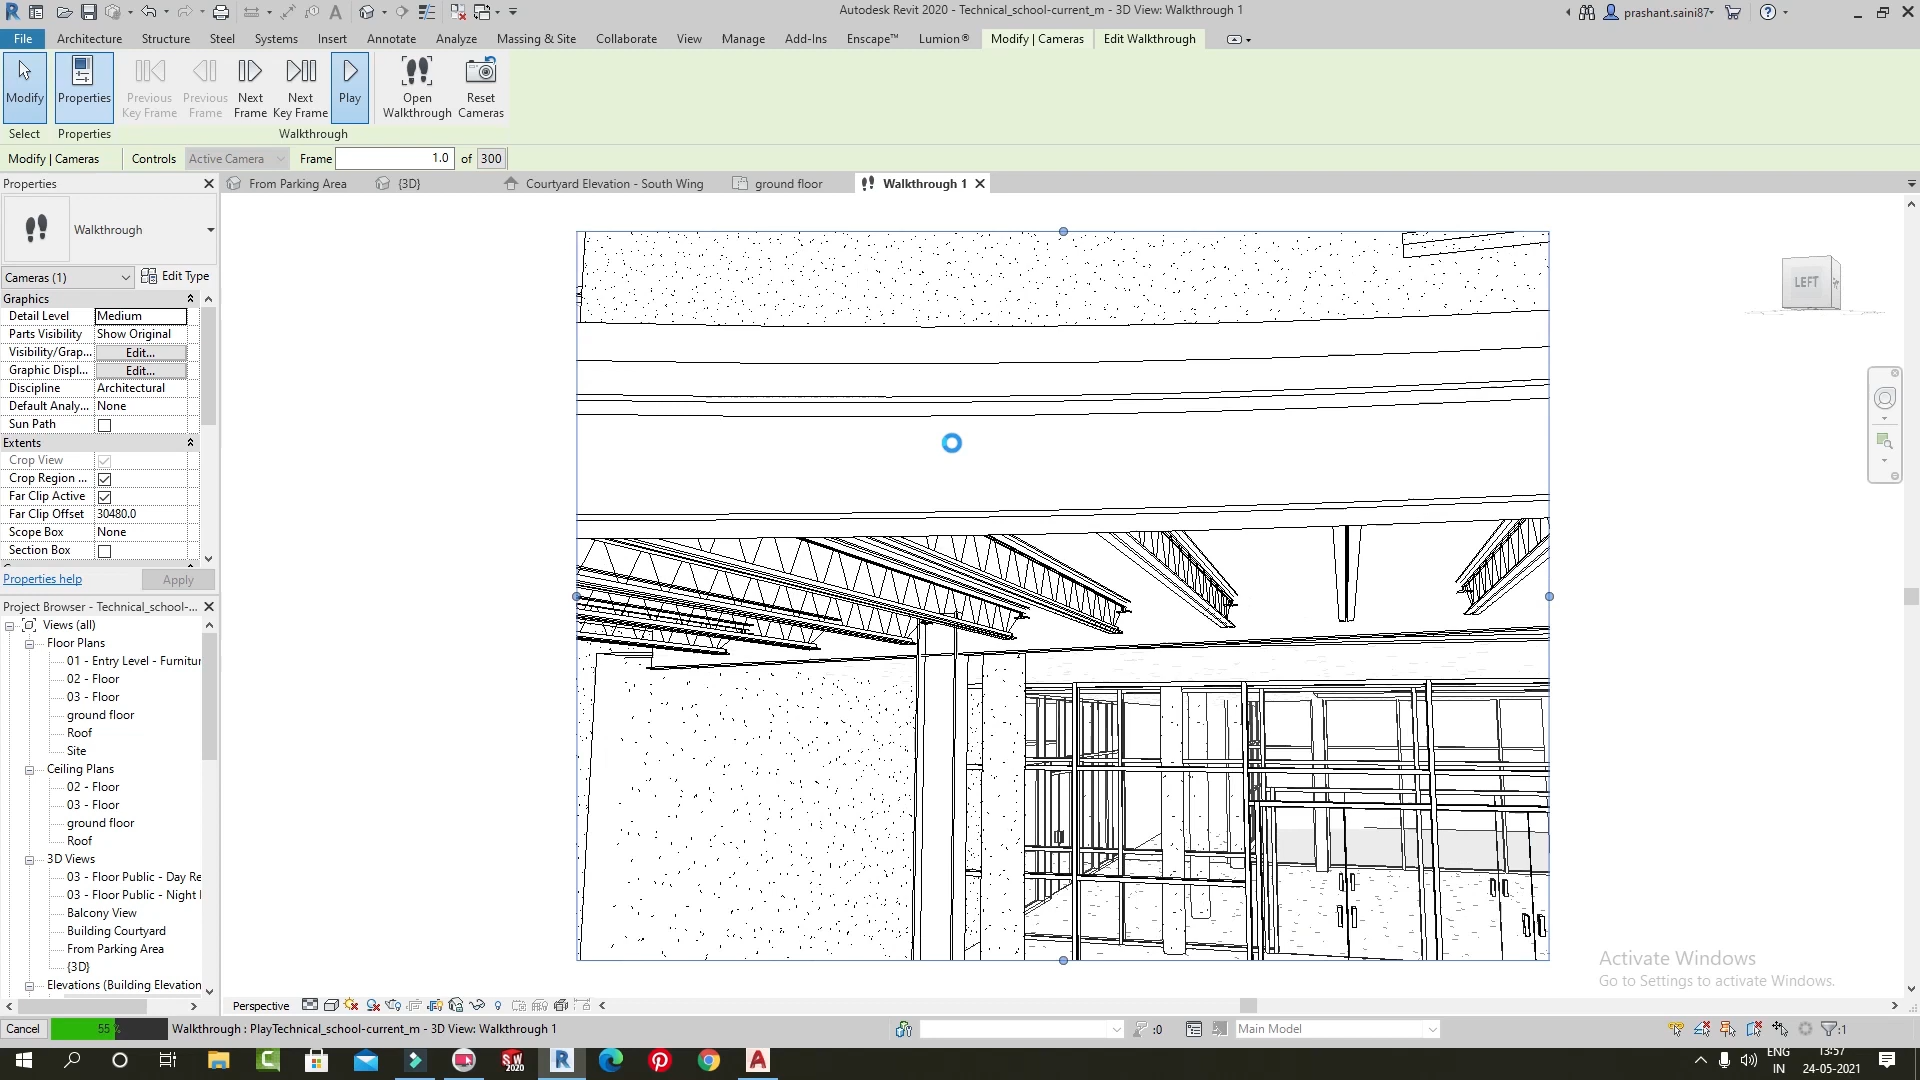 Autodesk Revit 2020 - Technical_school-current_m - 3D View: Walkthrough 1
prashant.saini87
File Architecture Structure Steel Systems Insert Annotate Analyze Massing & Site Collaborate View Manage Add-Ins Enscape™ Lumion® Modify | Cameras Edit Walkthrough
Modify Properties Previous Key Frame Previous Frame Next Frame Next Key Frame Play Open Walkthrough Reset Cameras
Select Properties Walkthrough
Modify | Cameras Controls Active Camera Frame 1.0 of 300
Properties
From Parking Area {3D} Courtyard Elevation - South Wing ground floor Walkthrough 1
Walkthrough
Cameras (1) Edit Type
Graphics
Detail Level Medium
Parts Visibility Show Original
Visibility/Grap... Edit...
Graphic Displ... Edit...
Discipline Architectural
Default Analy... None
Sun Path
Extents
Crop View
Crop Region ...
Far Clip Active
Far Clip Offset 30480.0
Scope Box None
Section Box
Properties help Apply
Project Browser - Technical_school-...
Views (all)
Floor Plans
01 - Entry Level - Furnitur
02 - Floor
03 - Floor
ground floor
Roof
Site
Ceiling Plans
02 - Floor
03 - Floor
ground floor
Roof
3D Views
03 - Floor Public - Day Re
03 - Floor Public - Night
Balcony View
Building Courtyard
From Parking Area
{3D}
Elevations (Building Elevation
LEFT
Activate Windows
Go to Settings to activate Windows.
Perspective
Cancel 55 % Walkthrough : PlayTechnical_school-current_m - 3D View: Walkthrough 1
:0
Main Model
:1
SW
2020
ENG
IN
13:57
24-05-2021